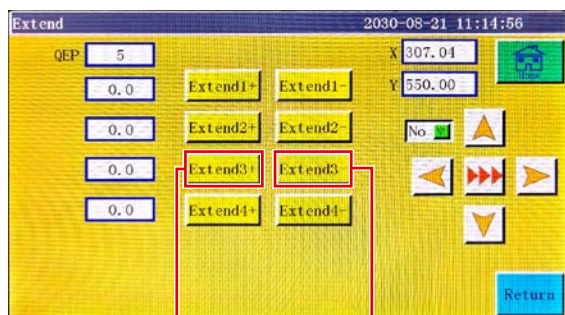 Extend 2030-08-21 11:14:56
QEP 5 X 307.04
Home
0.0 Extend1+ Extend1- Y 550.00
0.0 Extend2+ Extend2- No
0.0 Extend3+ Extend3-
0.0 Extend4+ Extend4-
Return